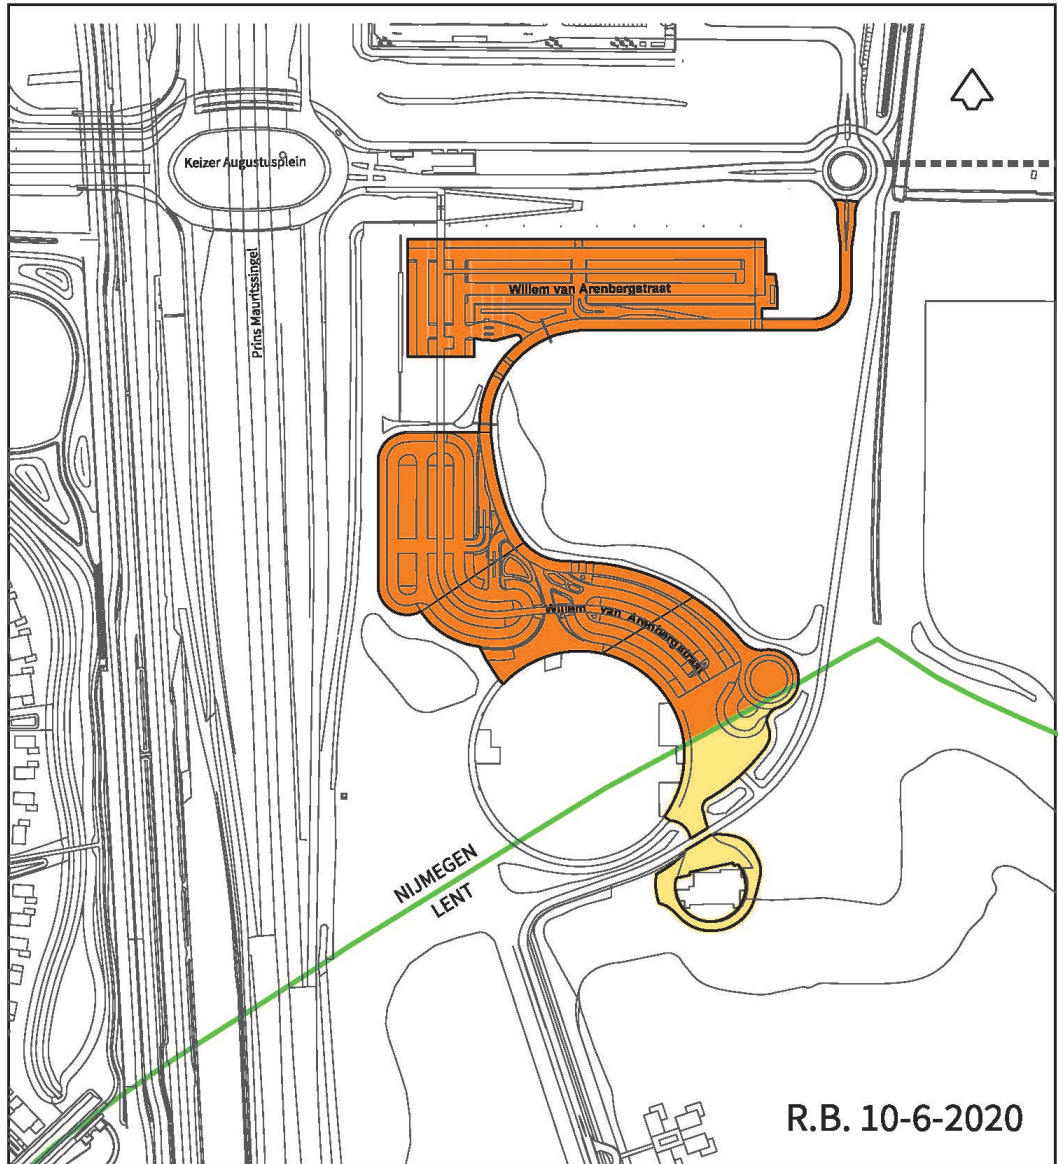 Keizer Augustusplein
Prins Mauritssingel
Willem van Arenbergstraat
Willem van Arenbergstraat
NIJMEGEN
LENT
R.B. 10-6-2020